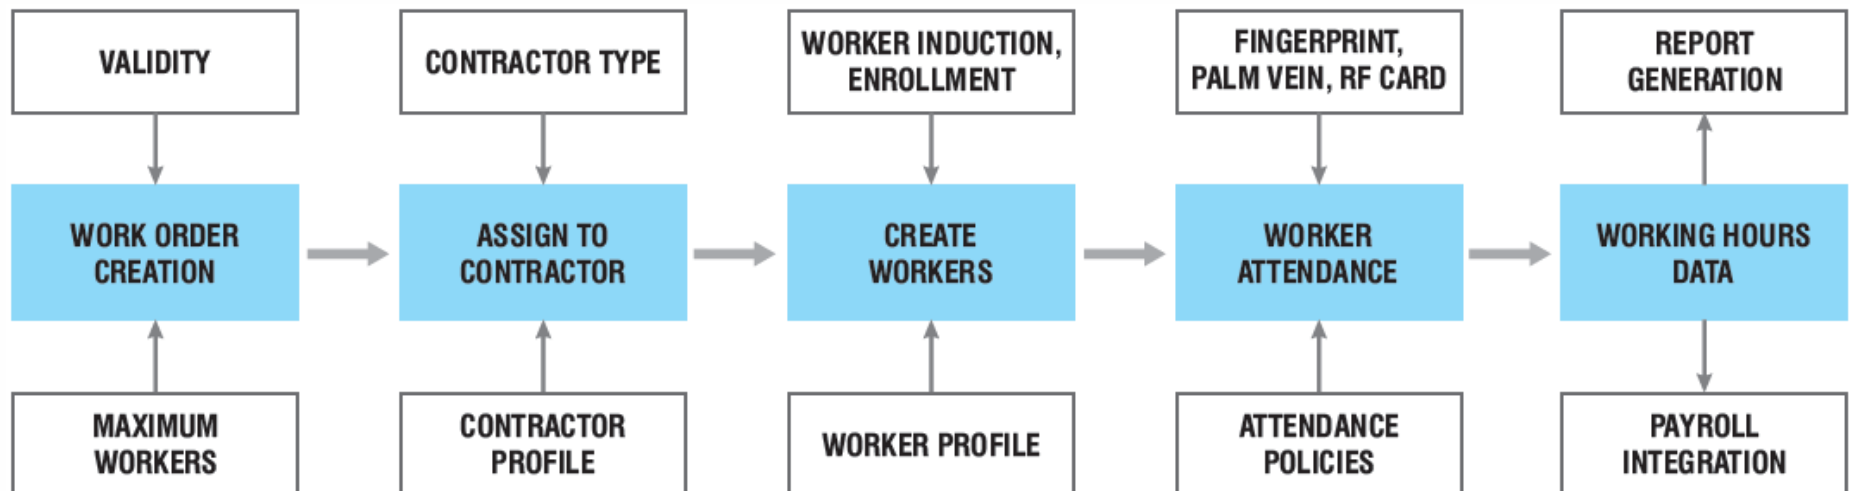 VALIDITY
CONTRACTOR TYPE
WORKER INDUCTION,
ENROLLMENT
FINGERPRINT,
PALM VEIN, RF CARD
REPORT
GENERATION
WORK ORDER
CREATION
ASSIGN TO
CONTRACTOR
CREATE
WORKERS
WORKER
ATTENDANCE
WORKING HOURS
DATA
MAXIMUM
WORKERS
CONTRACTOR
PROFILE
WORKER PROFILE
ATTENDANCE
POLICIES
PAYROLL
INTEGRATION